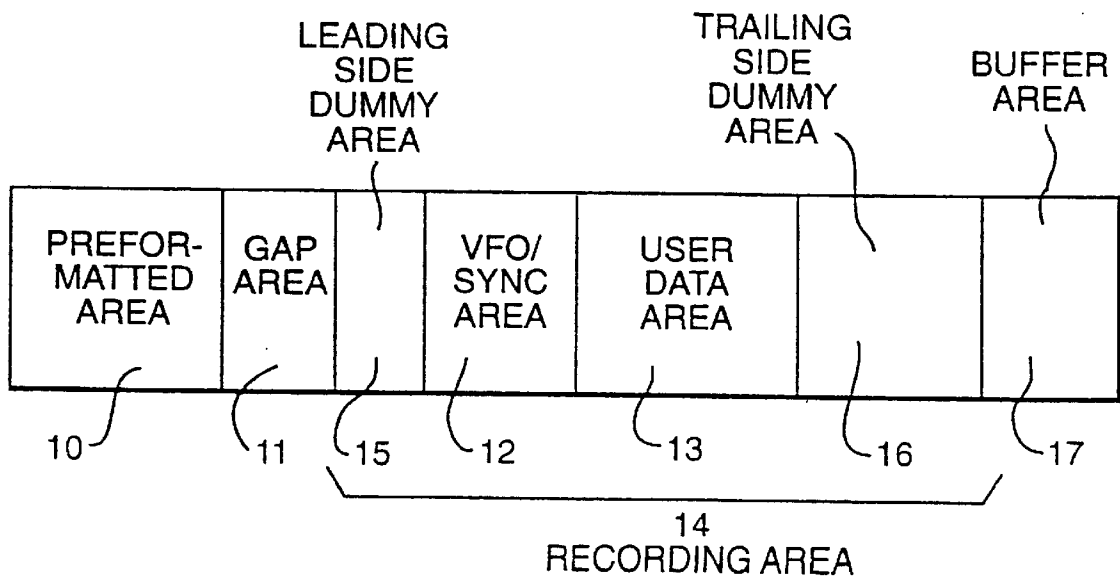 LEADING
SIDE
DUMMY
AREA
TRAILING
SIDE
DUMMY
AREA
BUFFER
AREA
PREFOR-
MATTED
AREA
GAP
AREA
VFO/
SYNC
AREA
USER
DATA
AREA
10
11
15
12
13
16
17
14
RECORDING AREA